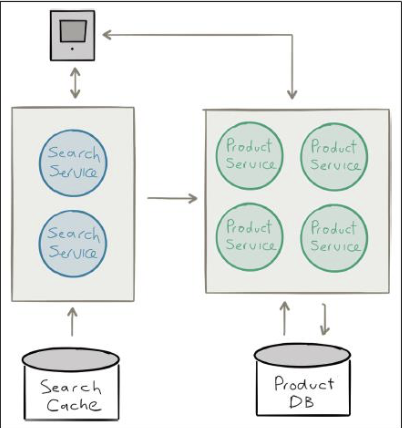 Search
Service
Search
Service
Product
Service
Product
Service
Product
Service
Product
Service
Search
Cache
Product
DB